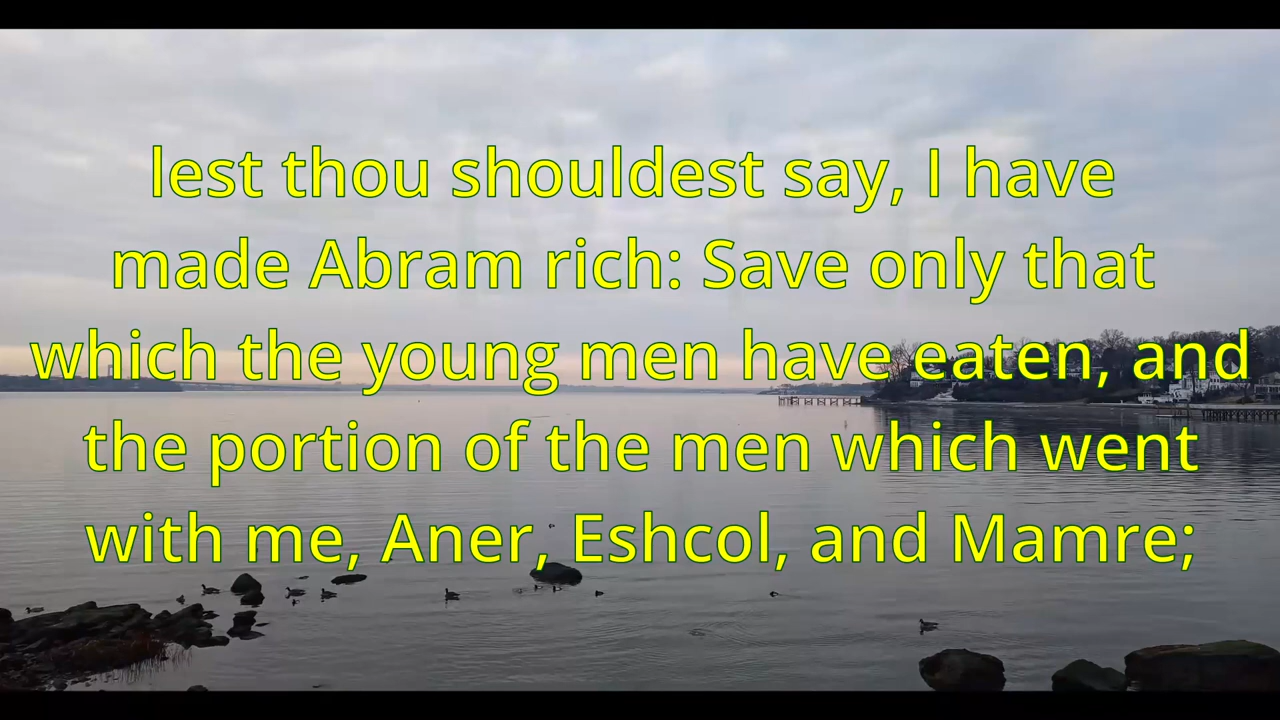 lest thou shouldest say, I have
made Abram rich: Save only that
which the young men have eaten, and
the portion of the men which went
with me, Aner, Eshcol, and Mamre;